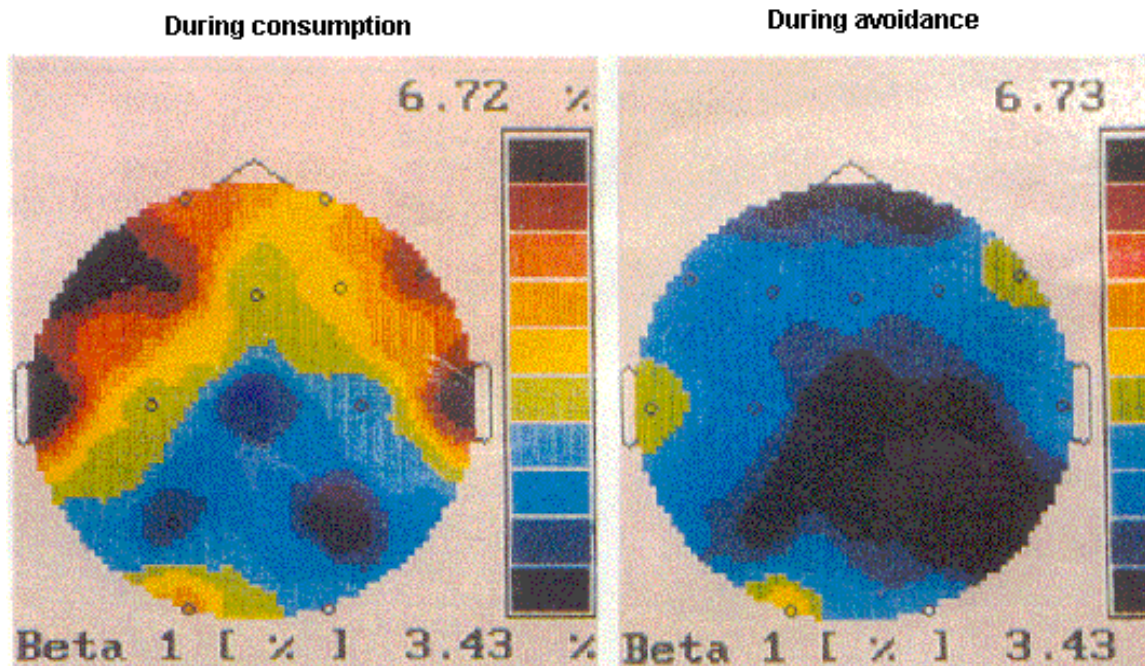 During consumption
During avoidance
6.72 %
6.73
Beta 1 [ % ] 3.43 %
Beta 1 [ % ] 3.43